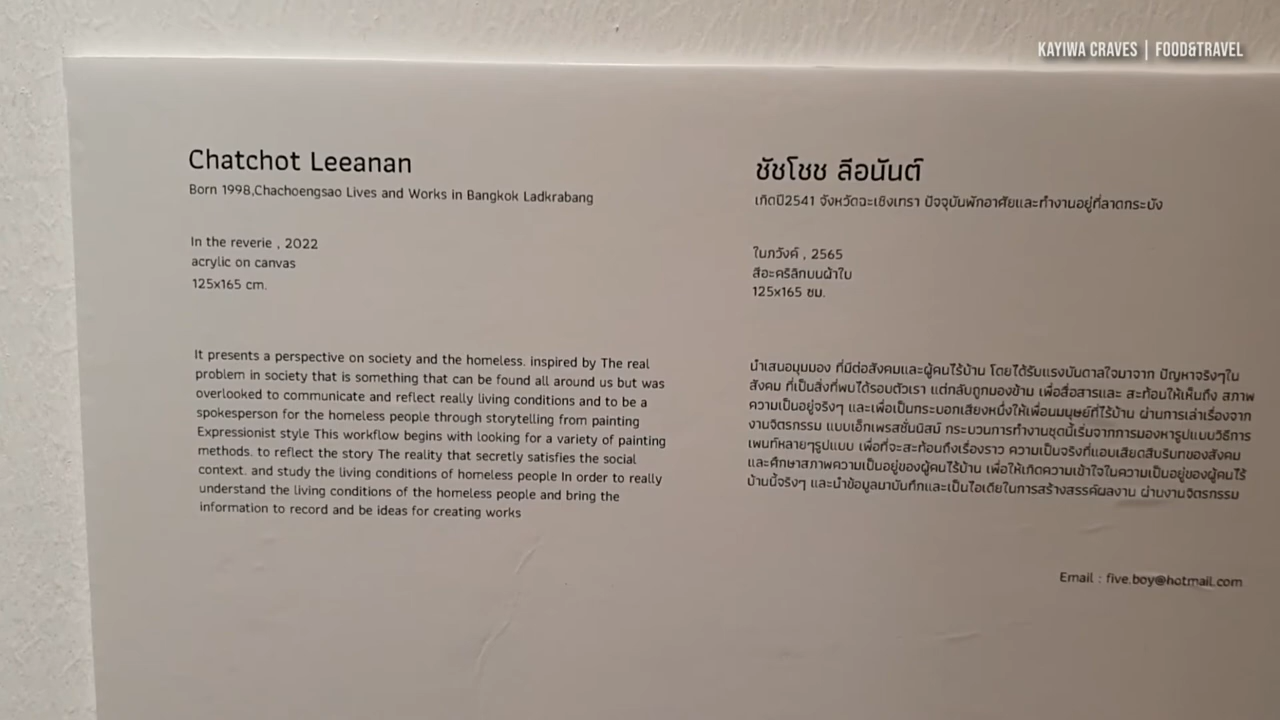 KAYIWA CRAVES | FOOD&TRAVEL
Chatchot Leeanan
Born 1998,Chachoengsao Lives and Works in Bangkok Ladkrabang
In the reverie , 2022
acrylic on canvas
125x165 cm.
It presents a perspective on society and the homeless. inspired by The real
problem in society that is something that can be found all around us but was
overlooked to communicate and reflect really living conditions and to be a
spokesperson for the homeless people through storytelling from painting
Expressionist style This workflow begins with looking for a variety of painting
methods. to reflect the story The reality that secretly satisfies the social
context. and study the living conditions of homeless people In order to really
understand the living conditions of the homeless people and bring the
information to record and be ideas for creating works
ชัชโชช ลีอนันต์
เกิดปี2541 จังหวัดฉะเชิงเทรา ปัจจุบันพักอาศัยและทำงานอยู่ที่ลาดกระบัง
ในภวังค์ , 2565
สีอะคริลิกบนผ้าใบ
125x165 ซม.
นำเสนอมุมมอง ที่มีต่อสังคมและผู้คนไร้บ้าน โดยได้รับแรงบันดาลใจมาจาก ปัญหาจริงๆใน
สังคม ที่เป็นสิ่งที่พบได้รอบตัวเรา แต่กลับถูกมองข้าม เพื่อสื่อสารและ สะท้อนให้เห็นถึง สภาพ
ความเป็นอยู่จริงๆ และเพื่อเป็นกระบอกเสียงหนึ่งให้เพื่อนมนุษย์ที่ไร้บ้าน ผ่านการเล่าเรื่องจาก
งานจิตรกรรม แบบเอ็กเพรสชั่นนิสม์ กระบวนการทำงานชุดนี้เริ่มจากการมองหารูปแบบวิธีการ
เพนท์หลายๆรูปแบบ เพื่อที่จะสะท้อนถึงเรื่องราว ความเป็นจริงที่แอบเสียดสีบริบทของสังคม
และศึกษาสภาพความเป็นอยู่ของผู้คนไร้บ้าน เพื่อให้เกิดความเข้าใจในความเป็นอยู่ของผู้คนไร้
บ้านนี้จริงๆ และนำข้อมูลมาบันทึกและเป็นไอเดียในการสร้างสรรค์ผลงาน ผ่านงานจิตรกรรม
Email : five.boy@hotmail.com